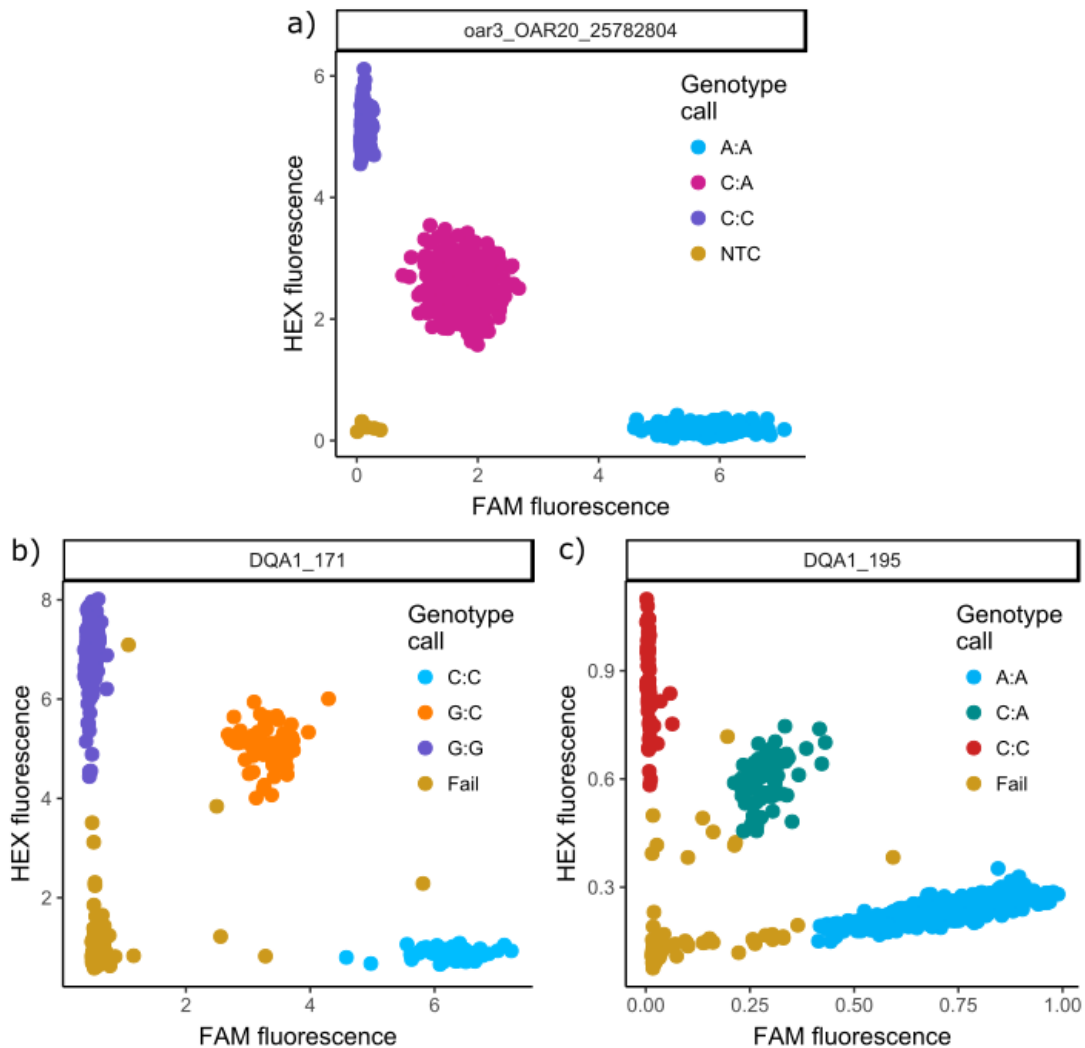 a)
oar3_OAR20_25782804
HEX fluorescence
6
4
2
0
Genotype
call
A:A
C:A
C:C
NTC
0 2 4 6
FAM fluorescence
b)
DQA1_171
HEX fluorescence
8
6
4
2
Genotype
call
C:C
G:C
G:G
Fail
2 4 6
FAM fluorescence
c)
DQA1_195
HEX fluorescence
0.9
0.6
0.3
Genotype
call
A:A
C:A
C:C
Fail
0.00 0.25 0.50 0.75 1.00
FAM fluorescence